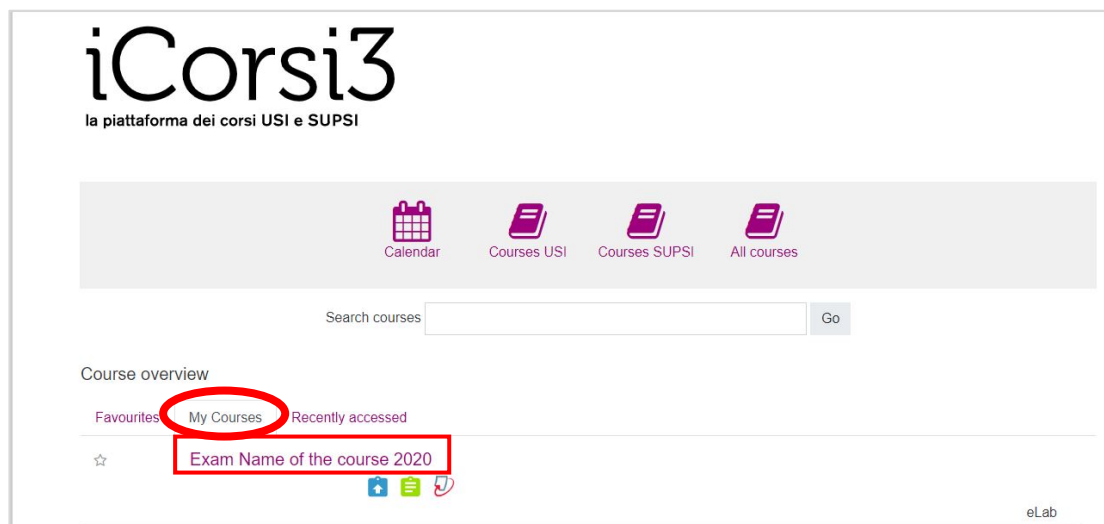 iCorsi3
la piattaforma dei corsi USI e SUPSI
Calendar Courses USI Courses SUPSI All courses
Search courses Go
Course overview
Favourites My Courses Recently accessed
Exam Name of the course 2020
eLab